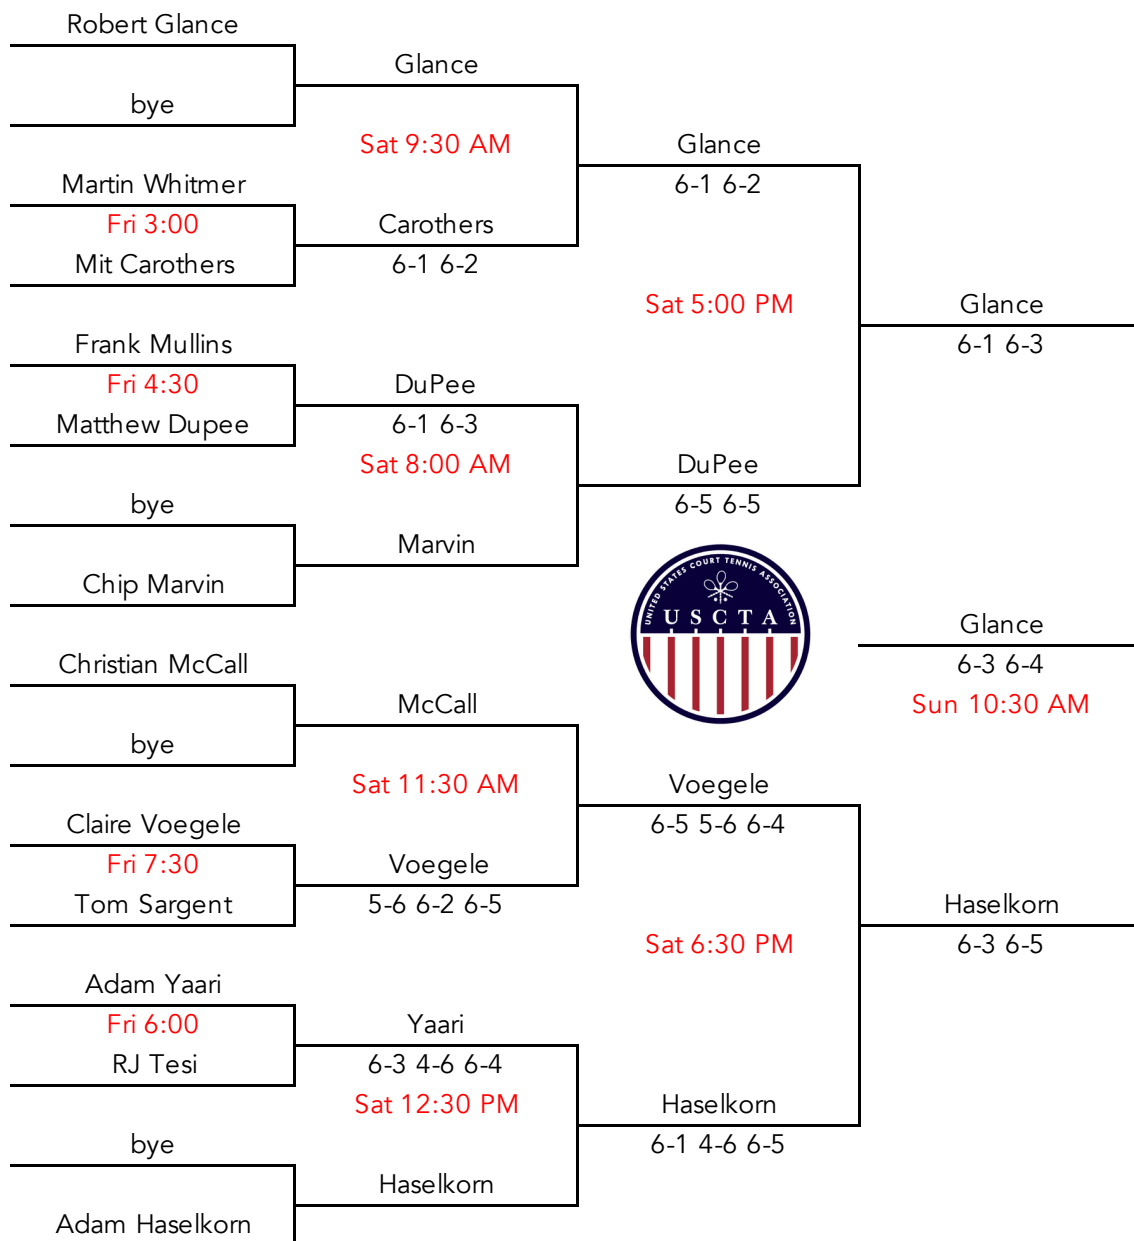 Robert Glance
Glance
bye
Sat 9:30 AM
Glance
Martin Whitmer
6-1 6-2
Fri 3:00
Carothers
Mit Carothers
6-1 6-2
Sat 5:00 PM
Glance
Frank Mullins
6-1 6-3
Fri 4:30
DuPee
Matthew Dupee
6-1 6-3
Sat 8:00 AM
DuPee
bye
6-5 6-5
Marvin
Chip Marvin
UNITED STATES COURT TENNIS ASSOCIATION
USCTA
Glance
Christian McCall
6-3 6-4
McCall
Sun 10:30 AM
bye
Sat 11:30 AM
Voegele
Claire Voegele
6-5 5-6 6-4
Fri 7:30
Voegele
Tom Sargent
5-6 6-2 6-5
Haselkorn
Sat 6:30 PM
6-3 6-5
Adam Yaari
Fri 6:00
Yaari
RJ Tesi
6-3 4-6 6-4
Sat 12:30 PM
Haselkorn
bye
6-1 4-6 6-5
Haselkorn
Adam Haselkorn